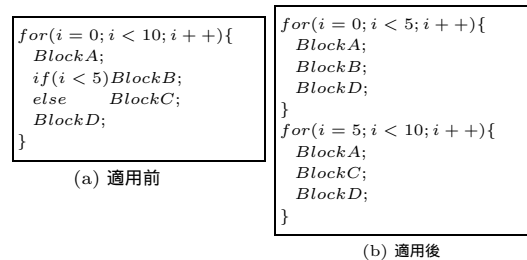 for(i = 0; i < 10; i + +){
BlockA;
if(i < 5)BlockB;
else BlockC;
BlockD;
}
(a) 適用前
for(i = 0; i < 5; i + +){
BlockA;
BlockB;
BlockD;
}
for(i = 5; i < 10; i + +){
BlockA;
BlockC;
BlockD;
}
(b) 適用後